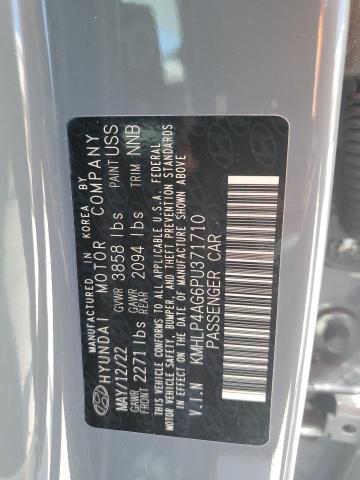 MANUFACTURED IN KOREA BY
HYUNDAI MOTOR COMPANY
MAY/12/22 GVWR 3858 lbs PAINT USS
GAWR FRONT 2271 lbs GAWR REAR 2094 lbs TRIM NNB
THIS VEHICLE CONFORMS TO ALL APPLICABLE U.S.A. FEDERAL
MOTOR VEHICLE SAFETY, BUMPER, AND THEFT PREVENTION STANDARDS
IN EFFECT ON THE DATE OF MANUFACTURE SHOWN ABOVE.
V.I.N KMHLP4AG6PU371710
PASSENGER CAR